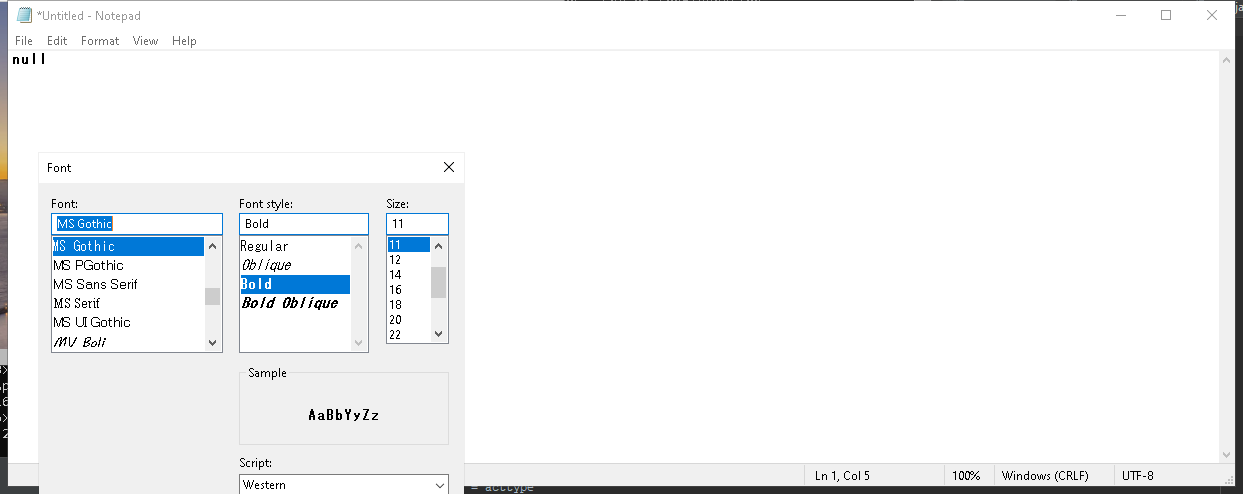 *Untitled - Notepad
File Edit Format View Help
null
Font
Font: Font style: Size:
MS Gothic Bold 11
MS Gothic Regular 11
MS PGothic Oblique 12
MS Sans Serif Bold 14
MS Serif Bold Oblique 16
MS UI Gothic 18
MV Boli 20
22
Sample
AaBbYyZz
Script:
Western
Ln 1, Col 5 100% Windows (CRLF) UTF-8
= acctype